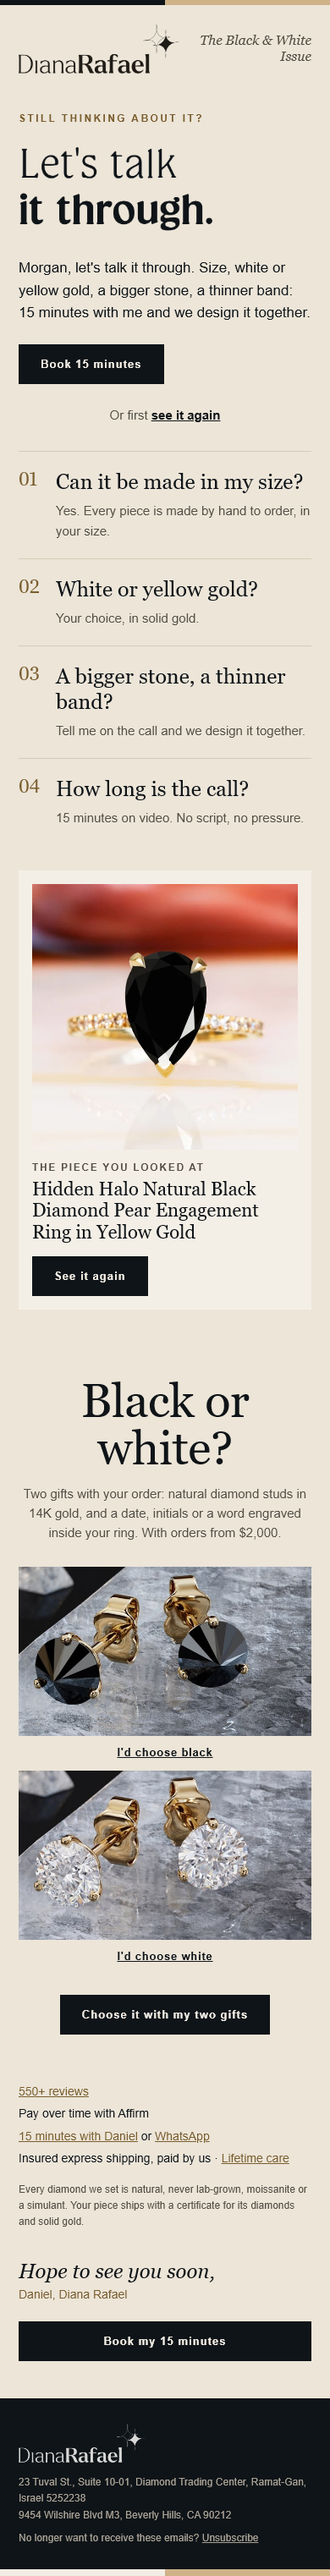 DianaRafael
The Black & White
Issue
STILL THINKING ABOUT IT?
Let's talk
it through.
Morgan, let's talk it through. Size, white or
yellow gold, a bigger stone, a thinner band:
15 minutes with me and we design it together.
Book 15 minutes
Or first see it again
01 Can it be made in my size?
Yes. Every piece is made by hand to order, in
your size.
02 White or yellow gold?
Your choice, in solid gold.
03 A bigger stone, a thinner
band?
Tell me on the call and we design it together.
04 How long is the call?
15 minutes on video. No script, no pressure.
THE PIECE YOU LOOKED AT
Hidden Halo Natural Black
Diamond Pear Engagement
Ring in Yellow Gold
See it again
Black or
white?
Two gifts with your order: natural diamond studs in
14K gold, and a date, initials or a word engraved
inside your ring. With orders from $2,000.
I'd choose black
I'd choose white
Choose it with my two gifts
550+ reviews
Pay over time with Affirm
15 minutes with Daniel or WhatsApp
Insured express shipping, paid by us · Lifetime care
Every diamond we set is natural, never lab-grown, moissanite or
a simulant. Your piece ships with a certificate for its diamonds
and solid gold.
Hope to see you soon,
Daniel, Diana Rafael
Book my 15 minutes
DianaRafael
23 Tuval St., Suite 10-01, Diamond Trading Center, Ramat-Gan,
Israel 5252238
9454 Wilshire Blvd M3, Beverly Hills, CA 90212
No longer want to receive these emails? Unsubscribe